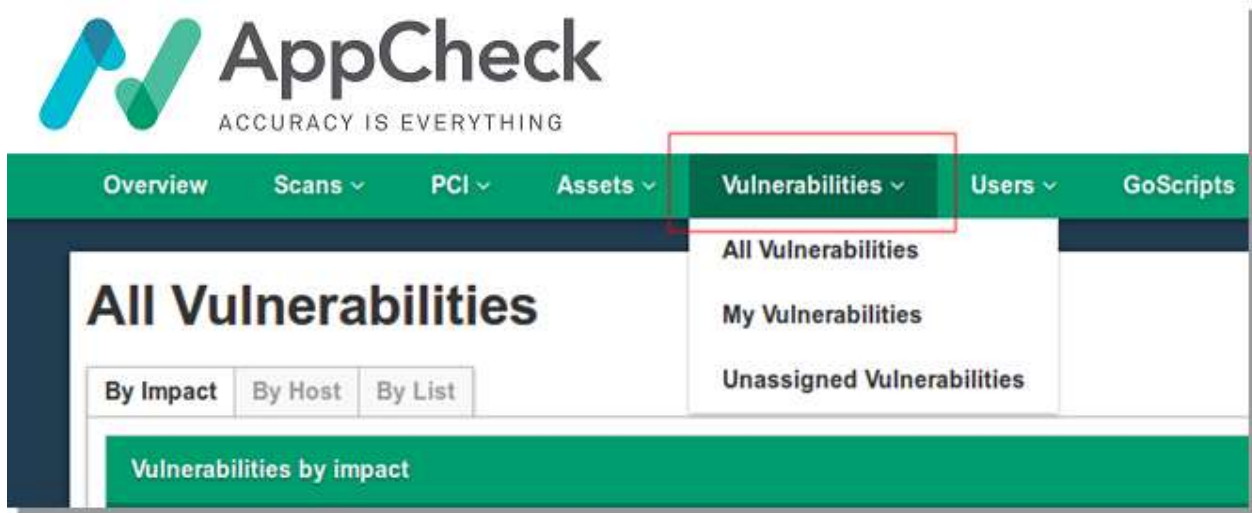 AppCheck
ACCURACY IS EVERYTHING
Overview Scans PCI Assets Vulnerabilities Users GoScripts
All Vulnerabilities
My Vulnerabilities
Unassigned Vulnerabilities
All Vulnerabilities
By Impact By Host By List
Vulnerabilities by impact